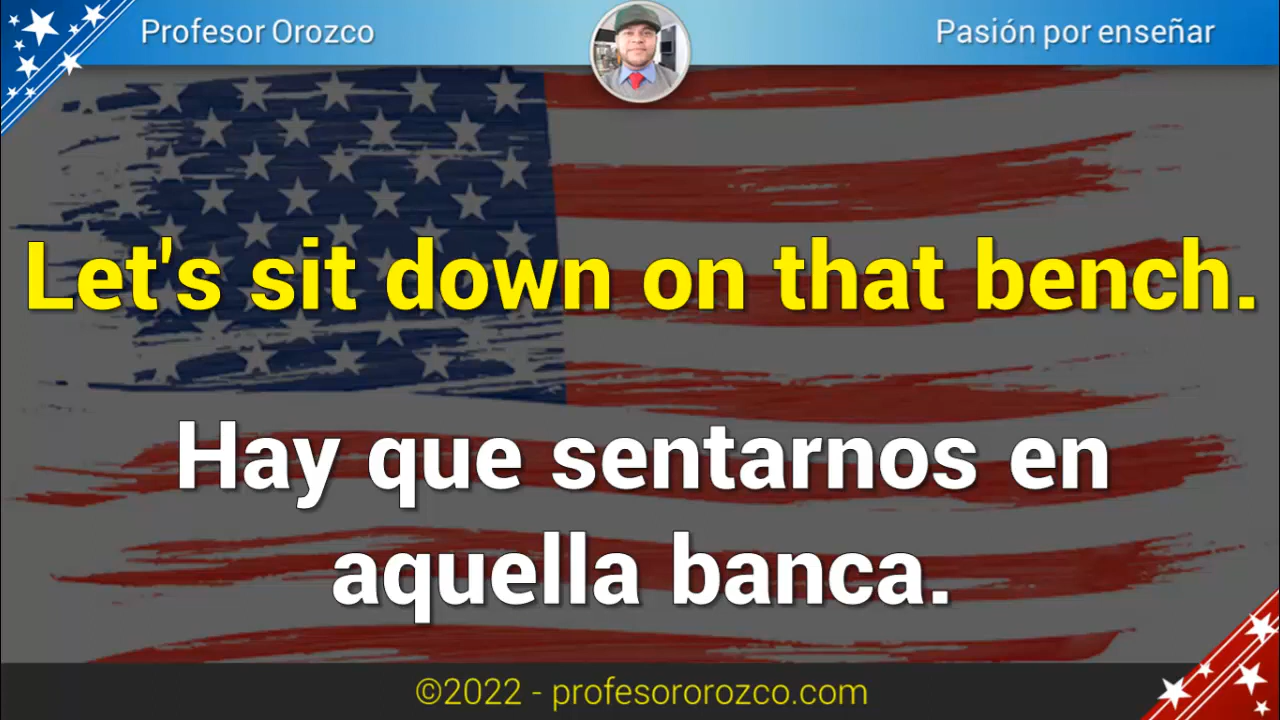 Profesor Orozco
Pasión por enseñar
Let's sit down on that bench.
Hay que sentarnos en
aquella banca.
©2022 - profesororozco.com